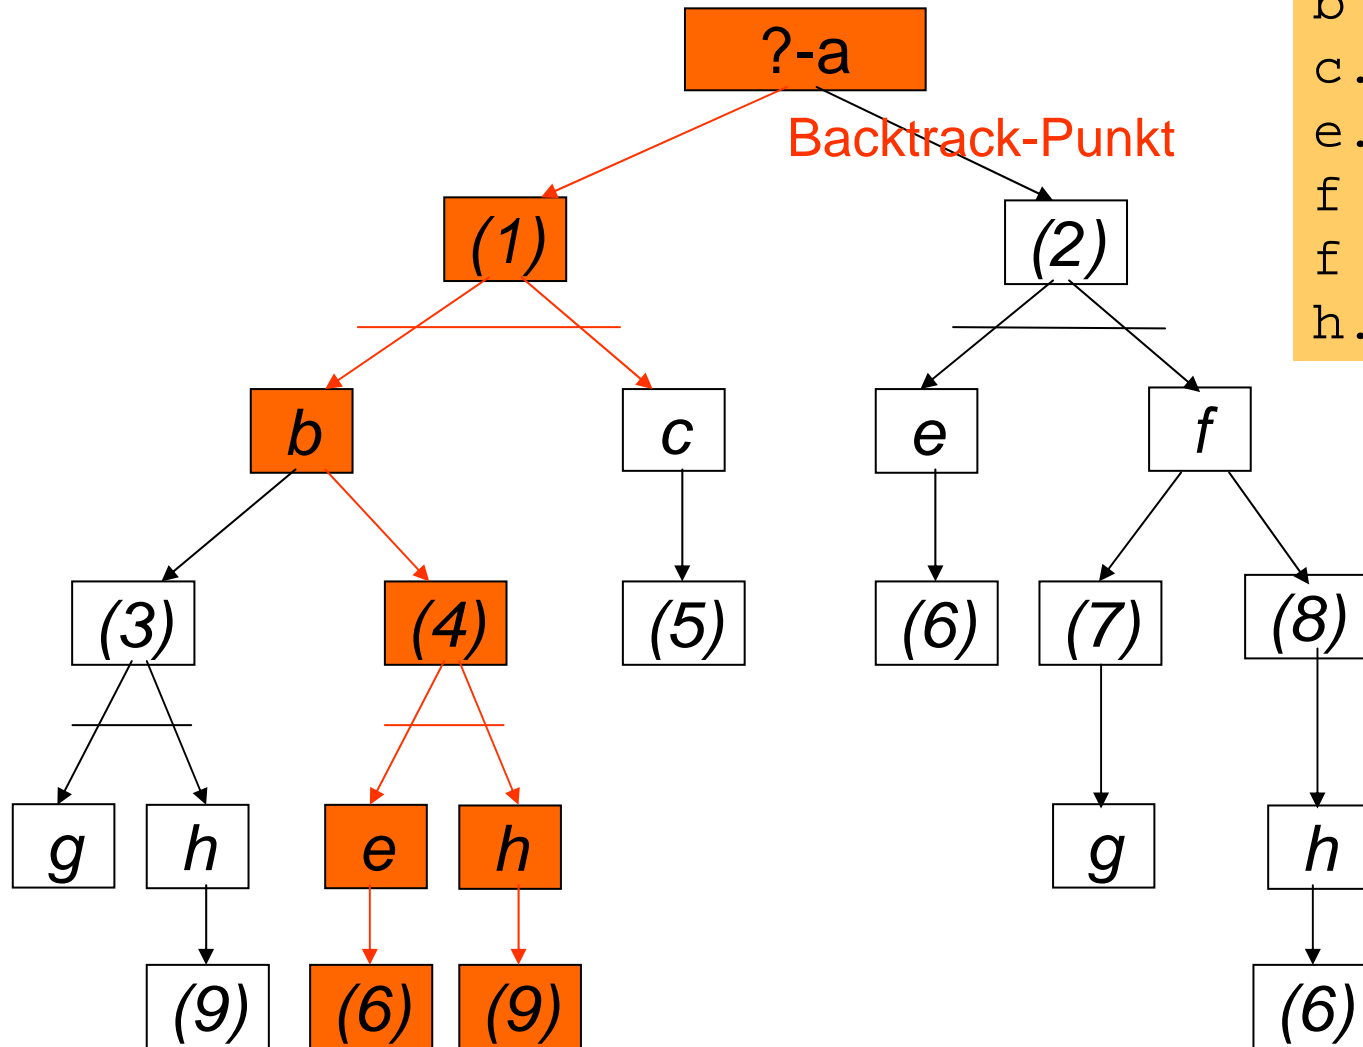 ?-a
Backtrack-Punkt
b
c.
e.
f
f
h.
(1)
(2)
b
c
e
f
(3)
(4)
(5)
(6)
(7)
(8)
g
h
e
h
g
h
(9)
(6)
(9)
(6)